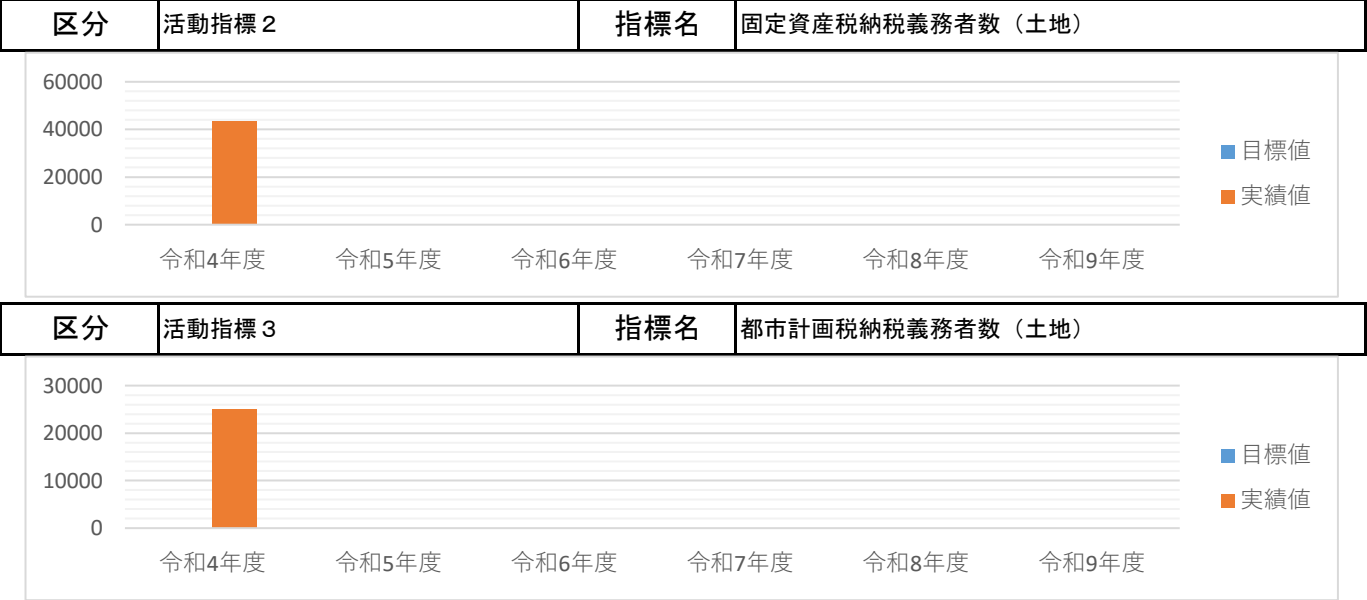 区分 活動指標２ 指標名 固定資産税納税義務者数（土地）
60000
40000
20000
0
令和4年度 令和5年度 令和6年度 令和7年度 令和8年度 令和9年度
目標値
実績値
区分 活動指標３ 指標名 都市計画税納税義務者数（土地）
30000
20000
10000
0
令和4年度 令和5年度 令和6年度 令和7年度 令和8年度 令和9年度
目標値
実績値